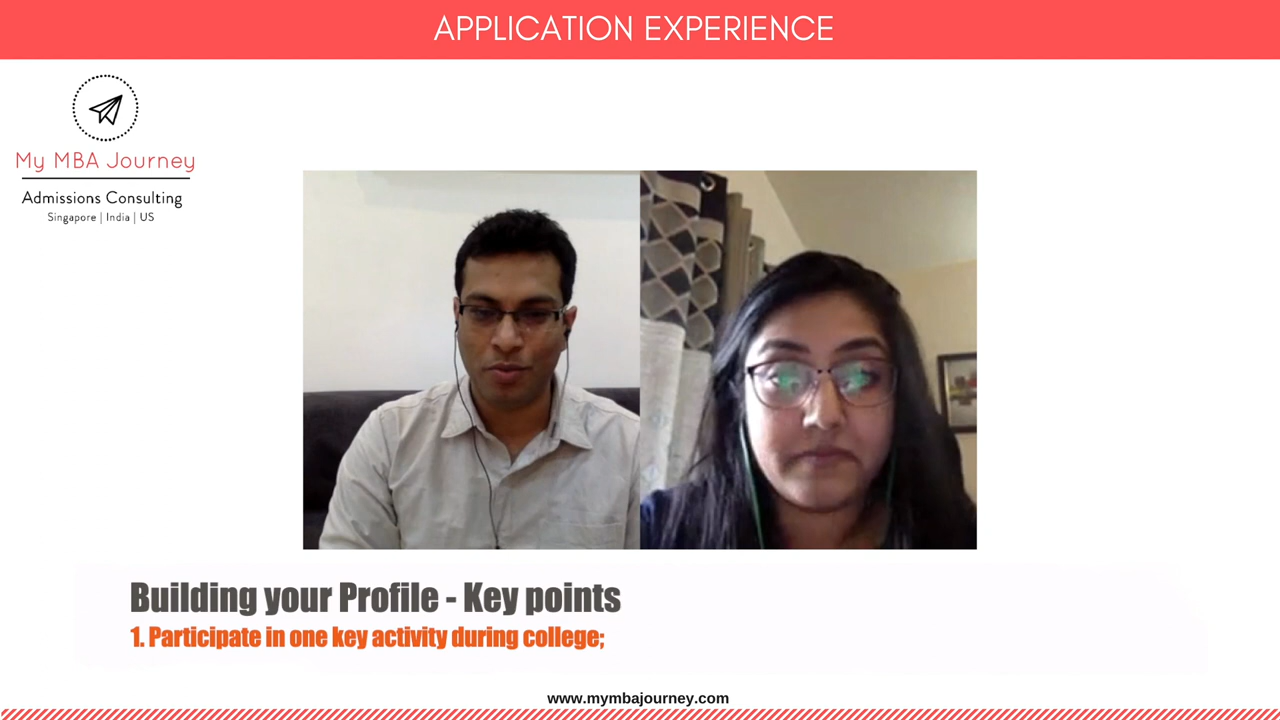 APPLICATION EXPERIENCE
My MBA Journey
Admissions Consulting
Singapore | India | US
Building your Profile - Key points
1. Participate in one key activity during college;
www.mymbajourney.com